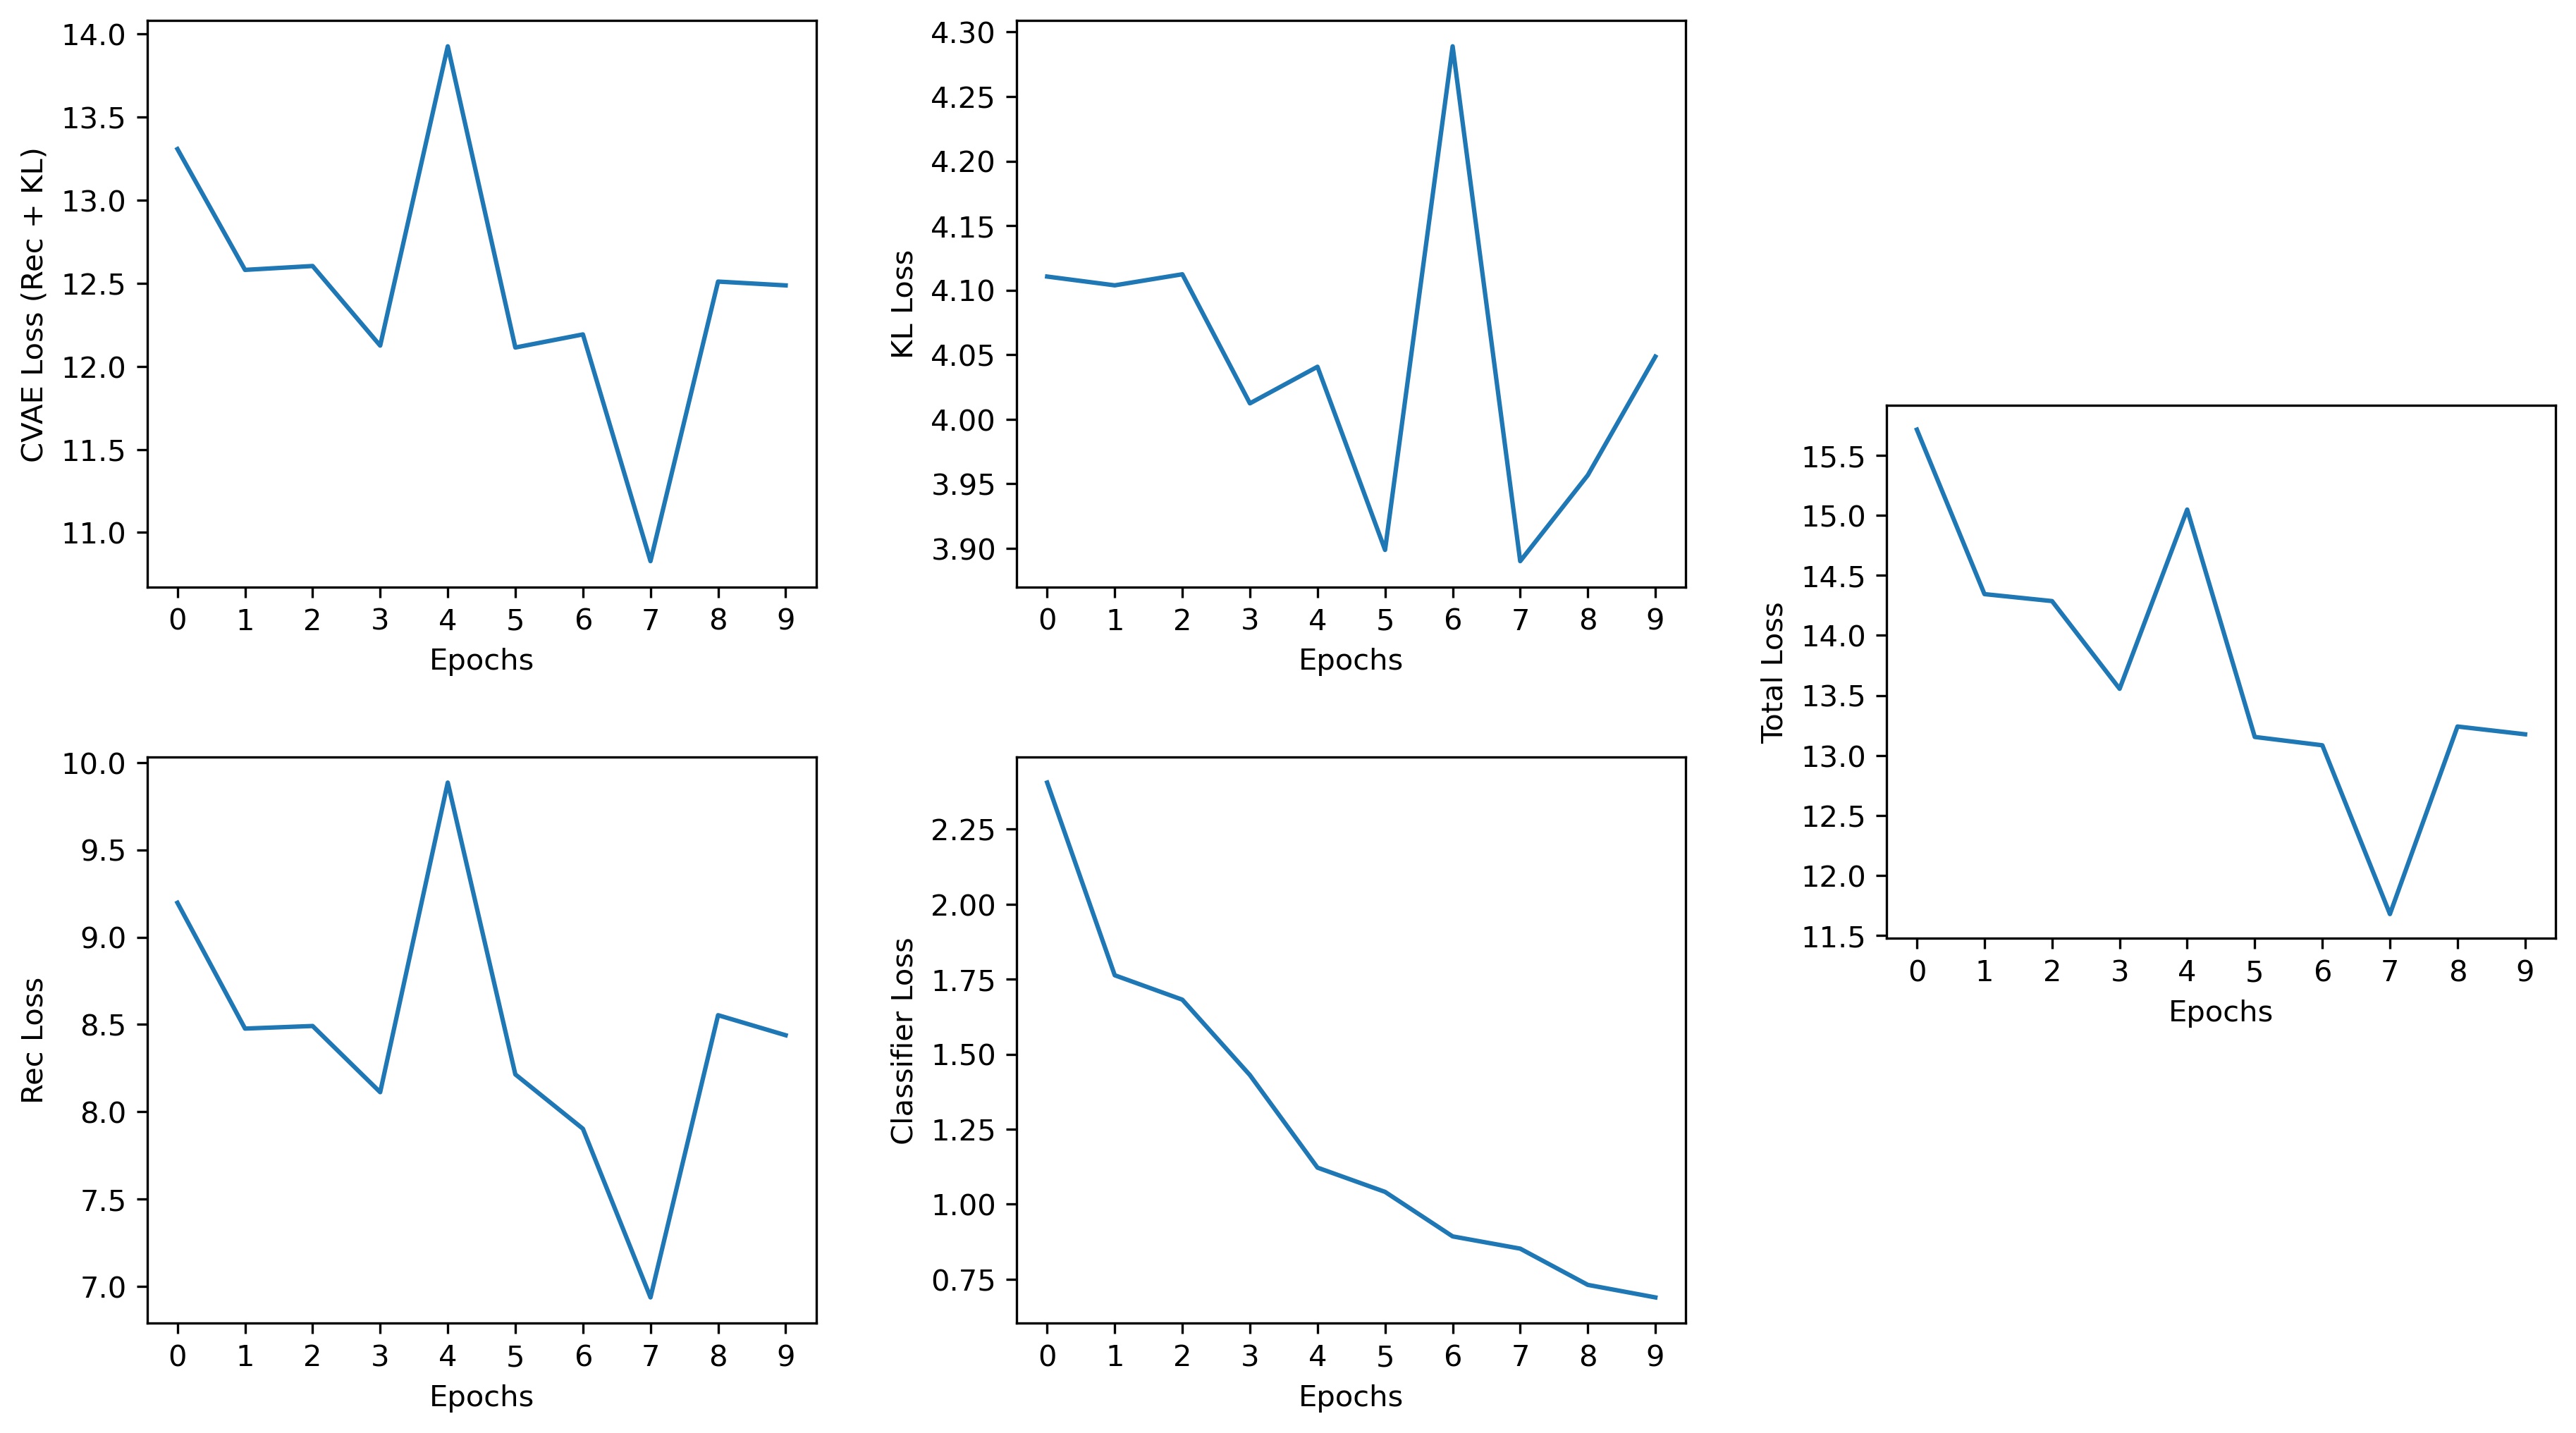 CVAE Loss (Rec + KL)
14.0
13.5
13.0
12.5
12.0
11.5
11.0
0 1 2 3 4 5 6 7 8 9
Epochs
KL Loss
4.30
4.25
4.20
4.15
4.10
4.05
4.00
3.95
3.90
0 1 2 3 4 5 6 7 8 9
Epochs
Rec Loss
10.0
9.5
9.0
8.5
8.0
7.5
7.0
0 1 2 3 4 5 6 7 8 9
Epochs
Classifier Loss
2.25
2.00
1.75
1.50
1.25
1.00
0.75
0 1 2 3 4 5 6 7 8 9
Epochs
Total Loss
15.5
15.0
14.5
14.0
13.5
13.0
12.5
12.0
11.5
0 1 2 3 4 5 6 7 8 9
Epochs